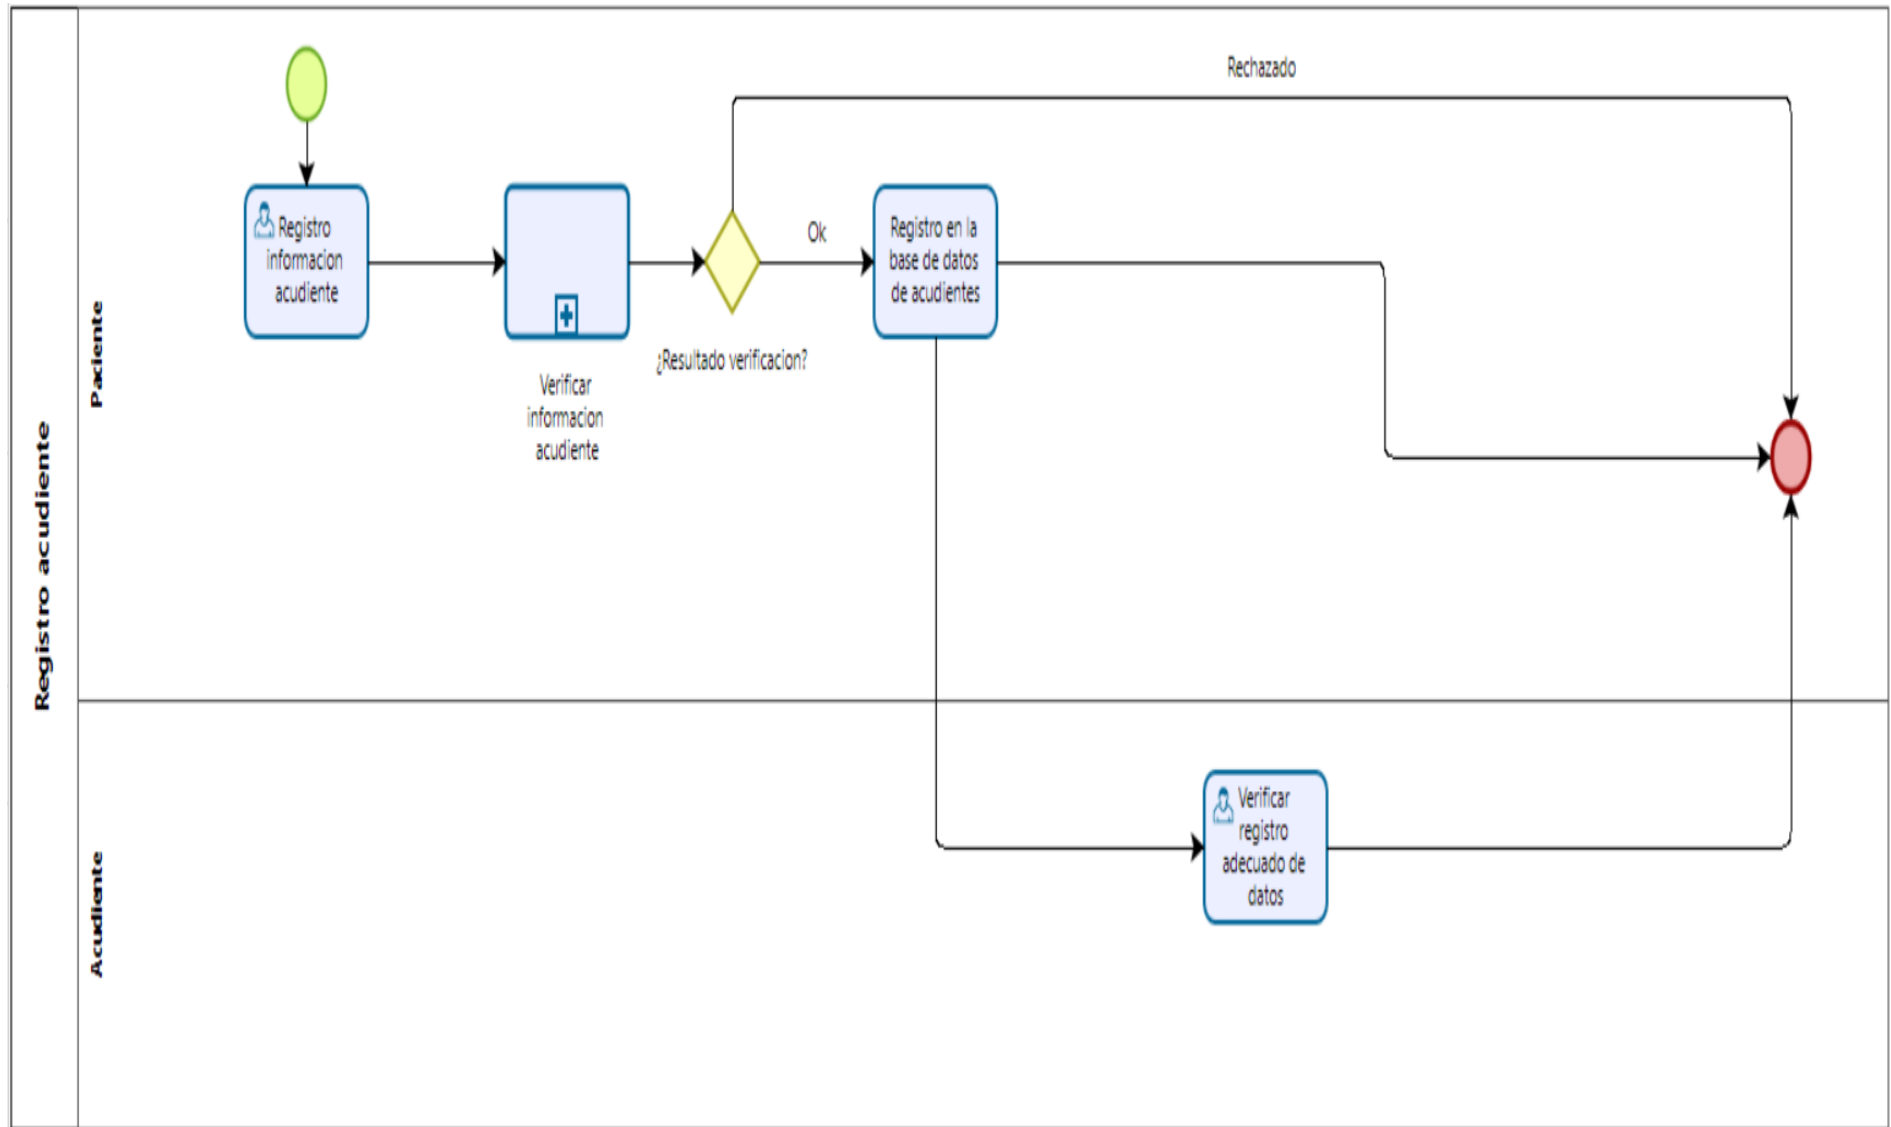 Registro acudiente
Paciente
Rechazado
Registro
informacion
acudiente
Verificar
informacion
acudiente
¿Resultado verificacion?
Ok
Registro en la
base de datos
de acudientes
Acudiente
Verificar
registro
adecuado de
datos